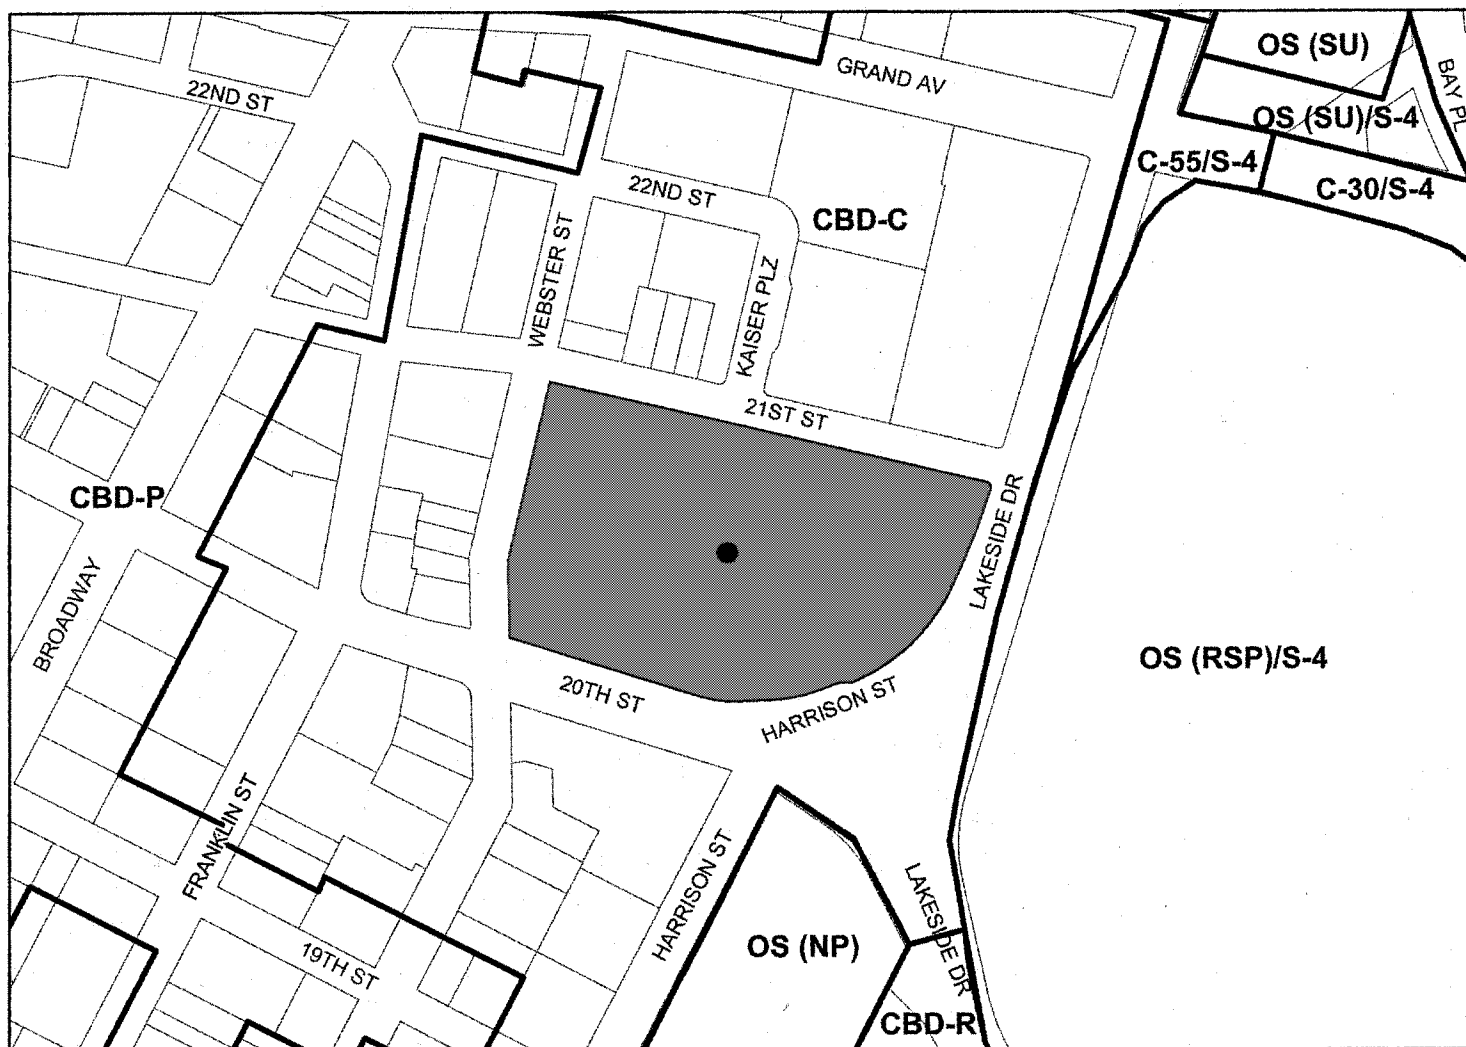 OS (SU)
GRAND AV
BAY PL
22ND ST
OS (SU)/S-4
C-55/S-4
22ND ST
C-30/S-4
CBD-C
WEBSTER ST
KAISER PLZ
21ST ST
CBD-P
LAKESIDE DR
BROADWAY
OS (RSP)/S-4
20TH ST
HARRISON ST
FRANKLIN ST
HARRISON ST
LAKESIDE DR
OS (NP)
19TH ST
CBD-R